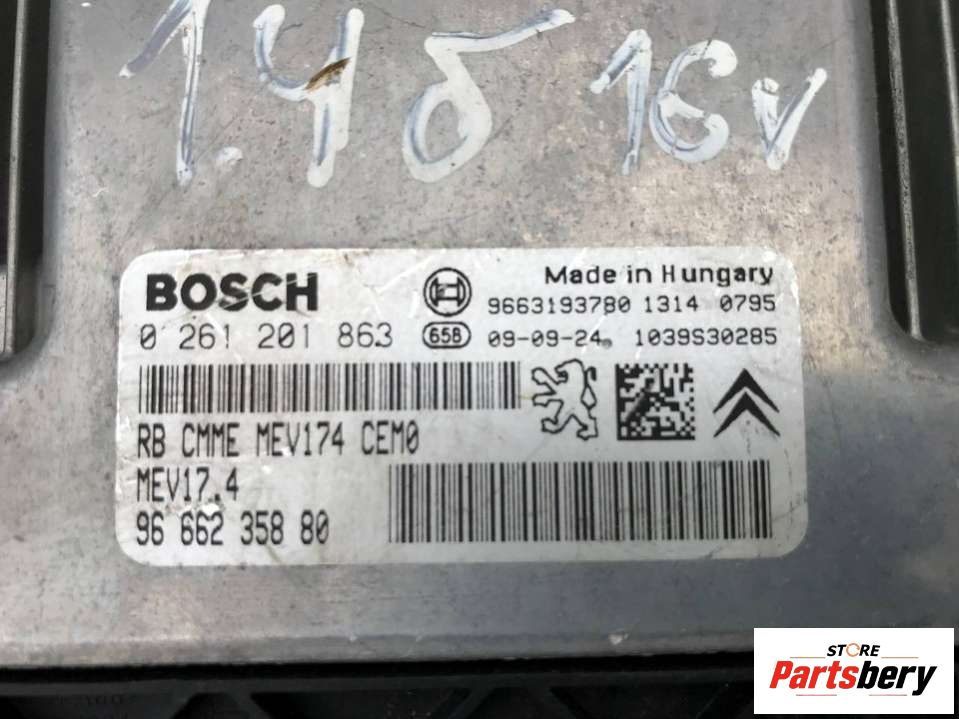 1.4б 16v
BOSCH
Made in Hungary
9663193780 1314 0795
0 261 201 863
658
09-09-24 1039S30285
RB CMME MEV174 CEM0
MEV17.4
96 662 358 80
STORE
Partsbery